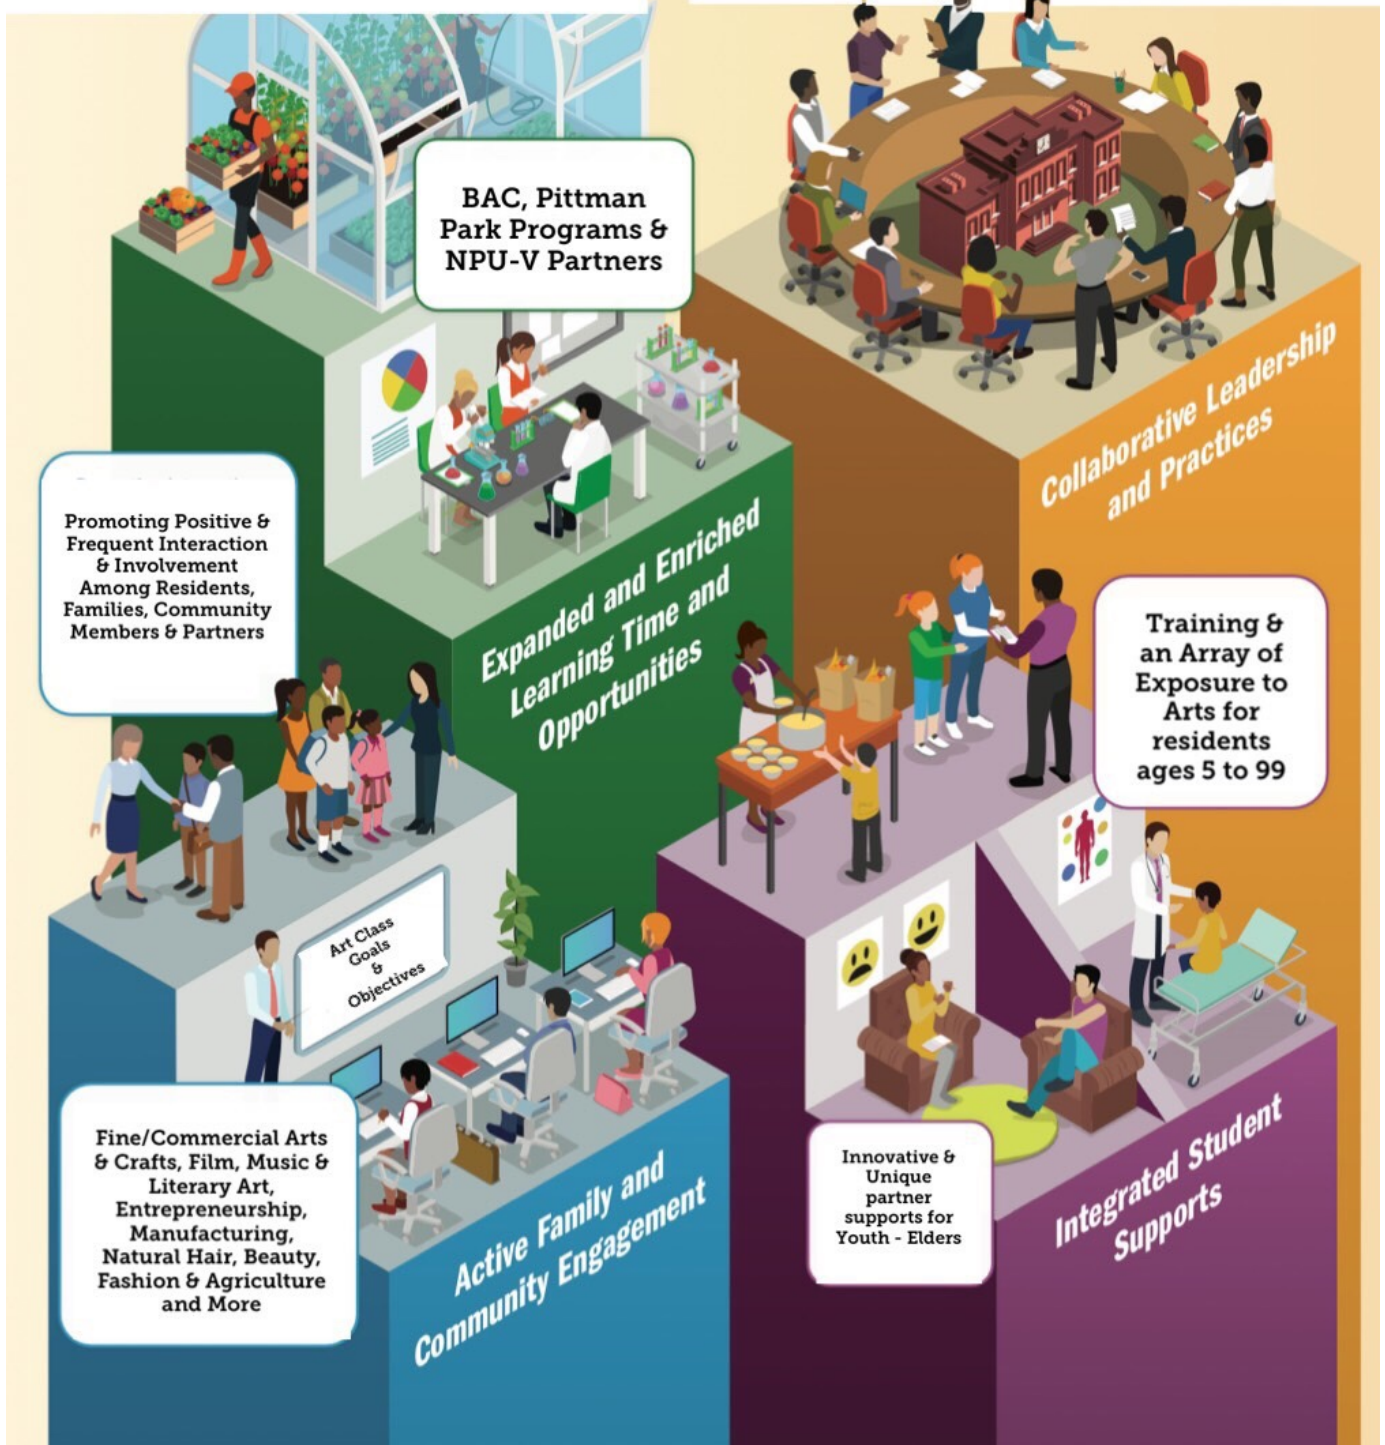 BAC, Pittman
Park Programs &
NPU-V Partners
Collaborative Leadership
and Practices
Promoting Positive &
Frequent Interaction
& Involvement
Among Residents,
Families, Community
Members & Partners
Expanded and Enriched
Learning Time and
Opportunities
Training &
an Array of
Exposure to
Arts for
residents
ages 5 to 99
Art Class
Goals
&
Objectives
Fine/Commercial Arts
& Crafts, Film, Music &
Literary Art,
Entrepreneurship,
Manufacturing,
Natural Hair, Beauty,
Fashion & Agriculture
and More
Active Family and
Community Engagement
Innovative &
Unique
partner
supports for
Youth - Elders
Integrated Student
Supports